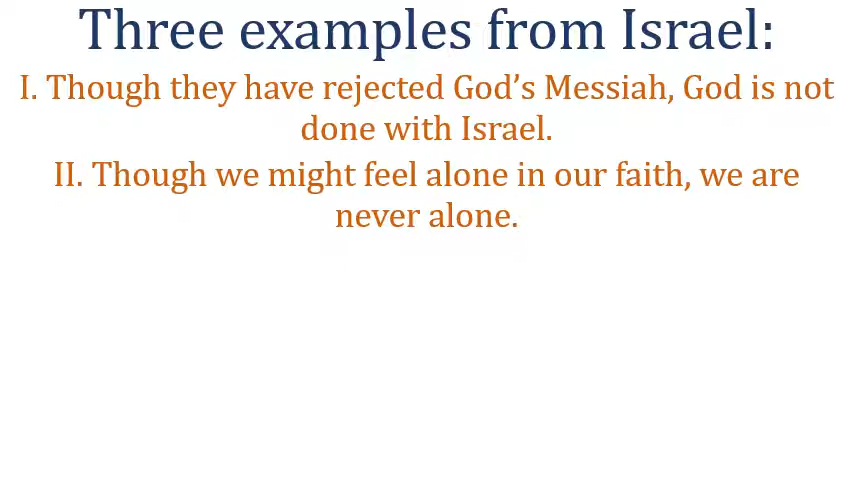 Three examples from Israel:
I. Though they have rejected God’s Messiah, God is not
done with Israel.
II. Though we might feel alone in our faith, we are
never alone.